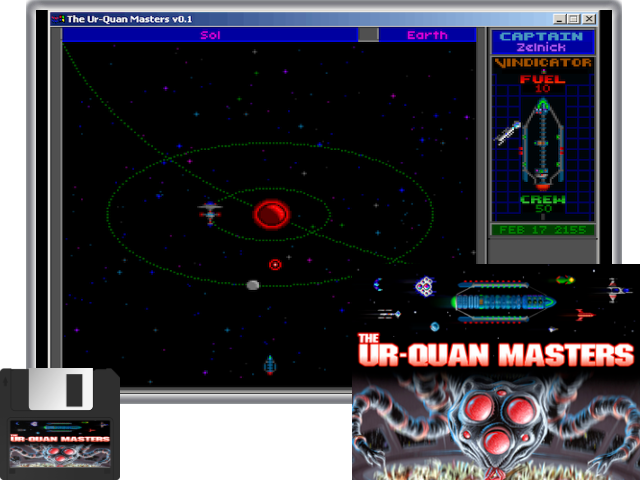 The Ur-Quan Masters v0.1
Sol
Earth
CAPTAIN
Zelnick
VINDICATOR
FUEL
10
CREW
50
FEB 17 2155
THE
UR-QUAN MASTERS
THE
UR-QUAN MASTERS